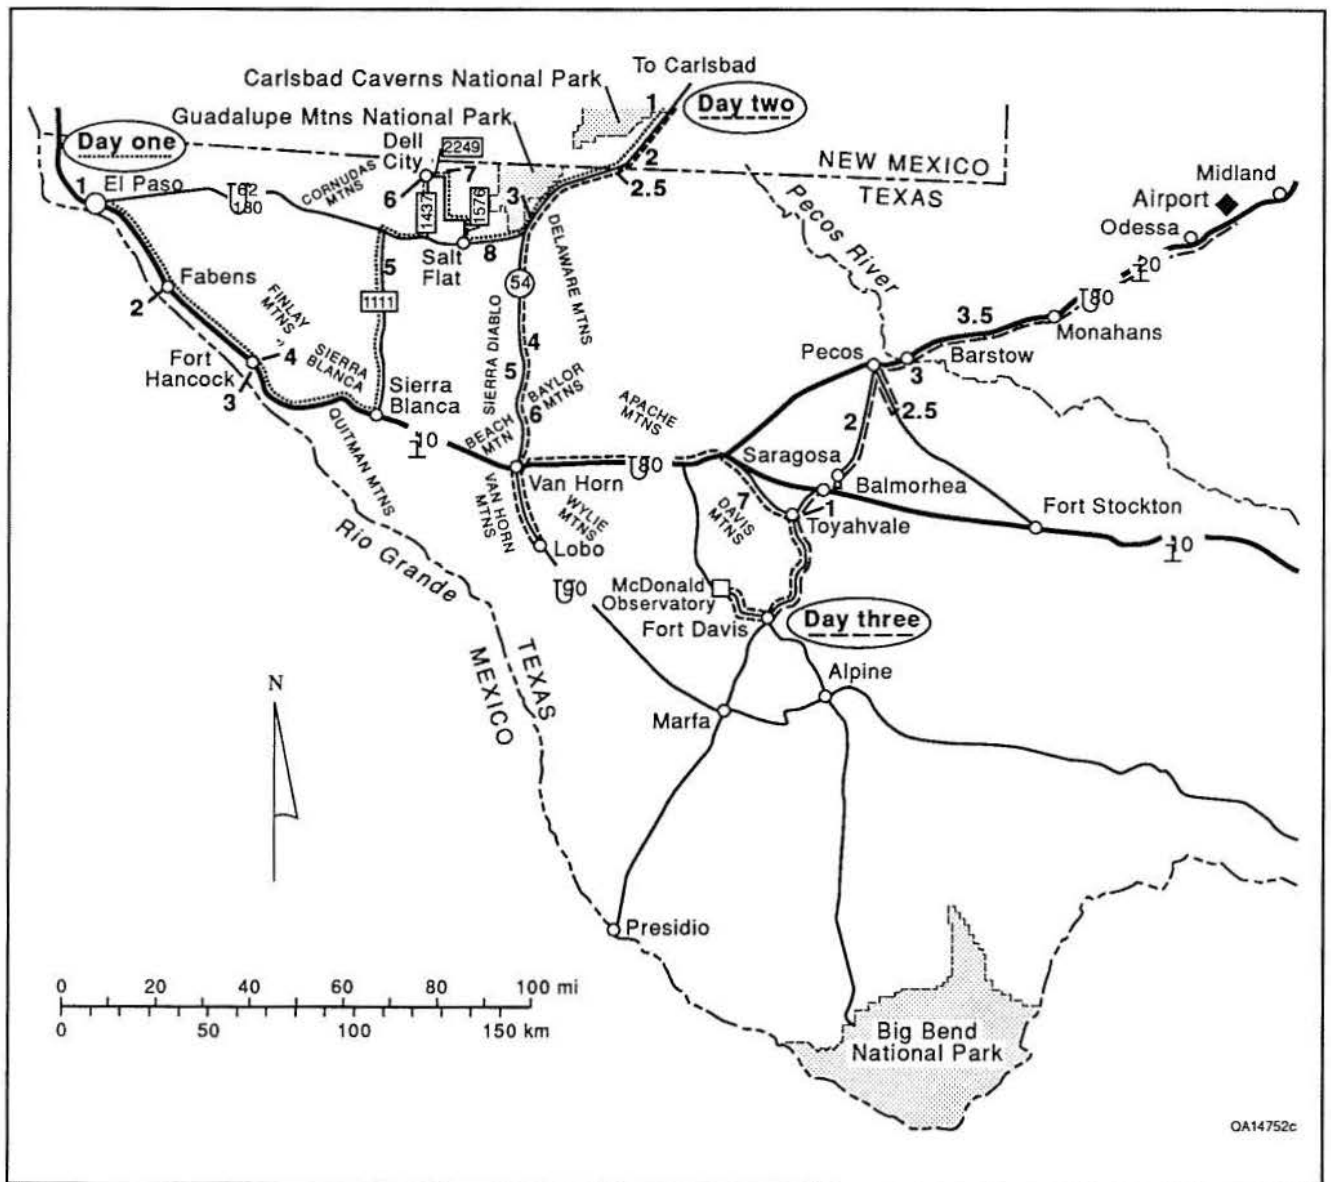 To Carlsbad
Carlsbad Caverns National Park
1
Day two
Guadalupe Mtns National Park
Day one
Dell
City
2249
2
NEW MEXICO
TEXAS
2.5
Midland
Airport
Odessa
1
El Paso
62
180
CORNUDAS
MTNS
6
7
1437
1576
3
Pecos River
Salt
Flat
8
DELAWARE MTNS
20
80
5
54
Fabens
2
1111
FINLAY
MTNS
SIERRA DIABLO
4
3.5
Monahans
Fort
Hancock
4
3
SIERRA
BLANCA
Sierra
Blanca
5
BAYLOR
MTNS
6
Pecos
Barstow
3
2
2.5
QUITMAN MTNS
10
BEACH
MTN
APACHE
MTNS
Van Horn
80
Saragosa
Balmorhea
7
DAVIS
MTNS
1
Toyahvale
Fort Stockton
10
VAN HORN
MTNS
WYLIE
MTNS
Lobo
90
Rio Grande
McDonald
Observatory
Fort Davis
Day three
TEXAS
MEXICO
N
Alpine
Marfa
Presidio
0 20 40 60 80 100 mi
0 50 100 150 km
Big Bend
National Park
QA14752c